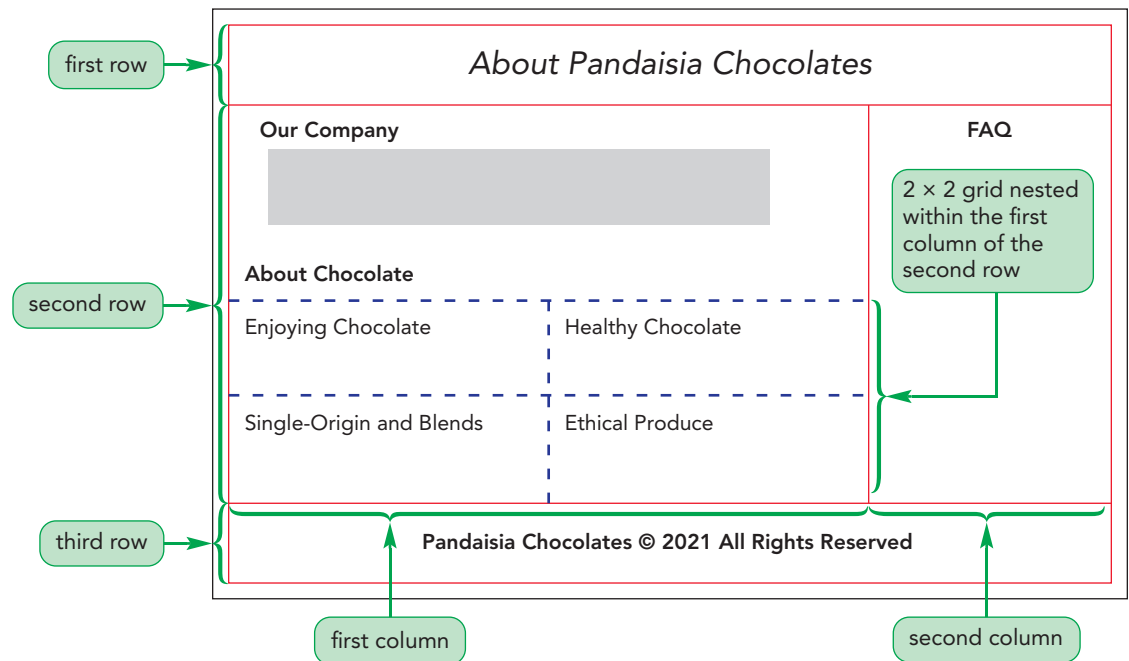 first row
About Pandaisia Chocolates
Our Company
FAQ
2 × 2 grid nested
within the first
column of the
second row
About Chocolate
second row
Enjoying Chocolate
Healthy Chocolate
Single-Origin and Blends
Ethical Produce
third row
Pandaisia Chocolates © 2021 All Rights Reserved
first column
second column